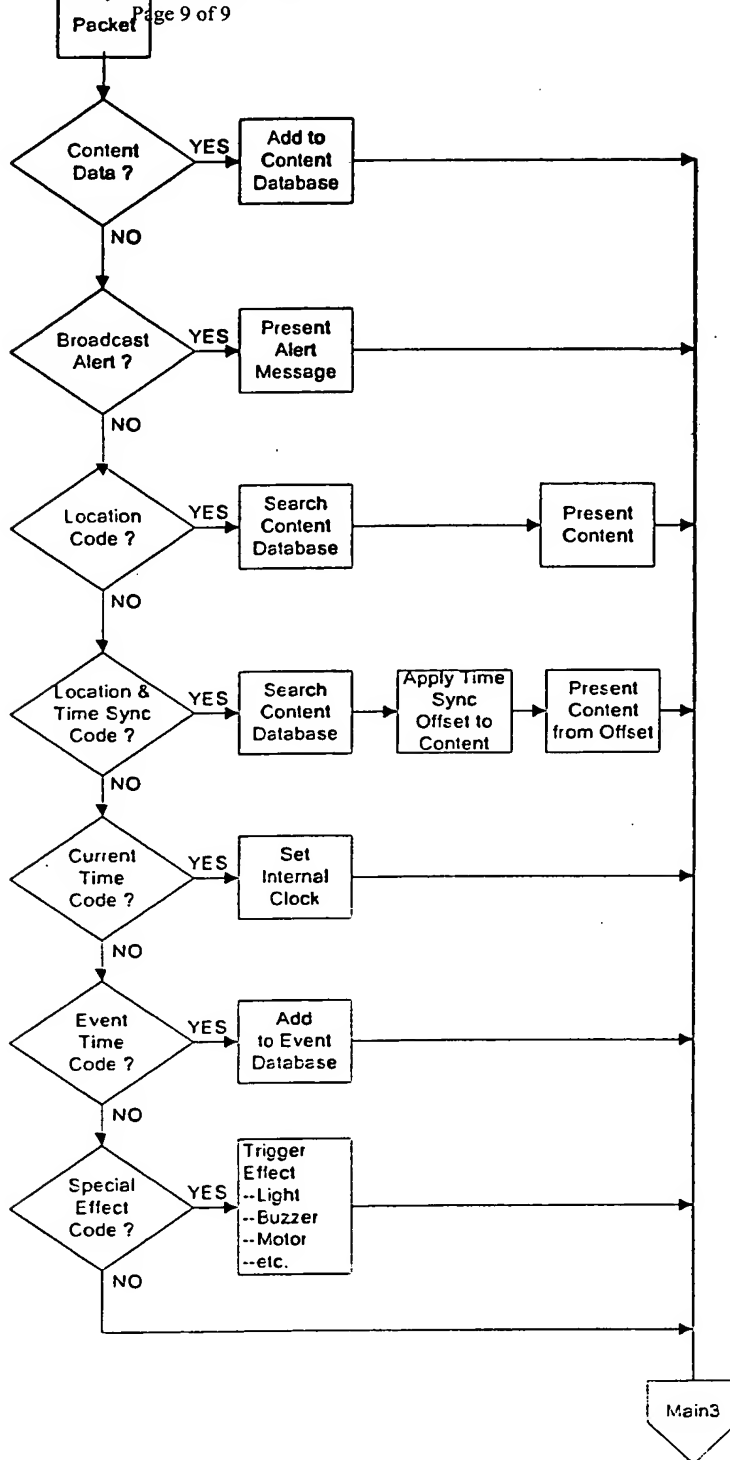 Page 9 of 9
Packet
Content
Data ?
YES
Add to
Content
Database
NO
Broadcast
Alert ?
YES
Present
Alert
Message
NO
Location
Code ?
YES
Search
Content
Database
Present
Content
NO
Location &
Time Sync
Code ?
YES
Search
Content
Database
Apply Time
Sync
Offset to
Content
Present
Content
from Offset
NO
Current
Time
Code ?
YES
Set
Internal
Clock
NO
Event
Time
Code ?
YES
Add
to Event
Database
NO
Special
Effect
Code ?
YES
Trigger
Effect
--Light
--Buzzer
--Motor
--etc.
NO
Main3